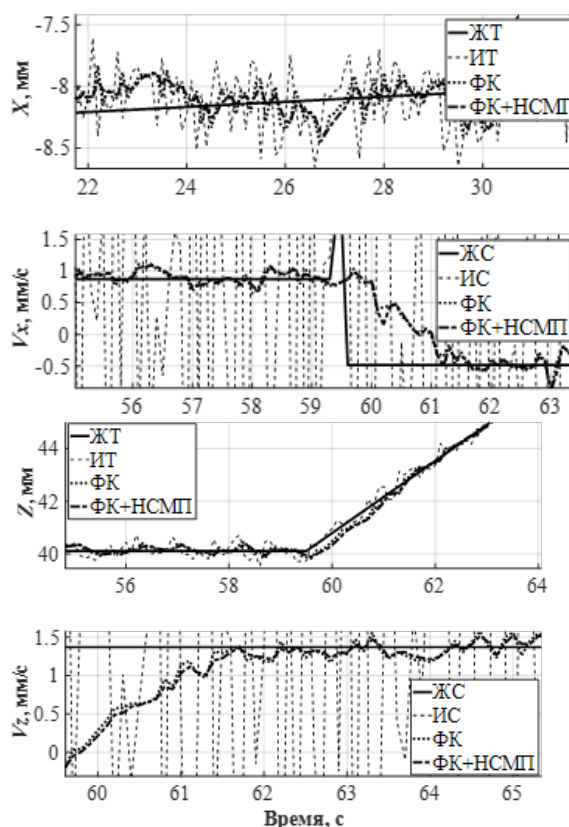 -7.5
-8
-8.5
X, мм
ЖТ
ИТ
ФК
ФК+НСМП
22 24 26 28 30
1.5
1
0.5
0
-0.5
Vx, мм/с
ЖС
ИС
ФК
ФК+НСМП
56 57 58 59 60 61 62 63
44
42
40
Z, мм
ЖТ
ИТ
ФК
ФК+НСМП
56 58 60 62 64
1.5
1
0.5
0
Vz, мм/с
ЖС
ИС
ФК
ФК+НСМП
60 61 62 63 64 65
Время, с